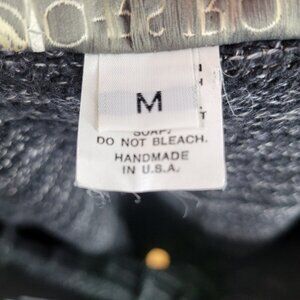 M
SOAP.
DO NOT BLEACH.
HANDMADE
IN U.S.A.